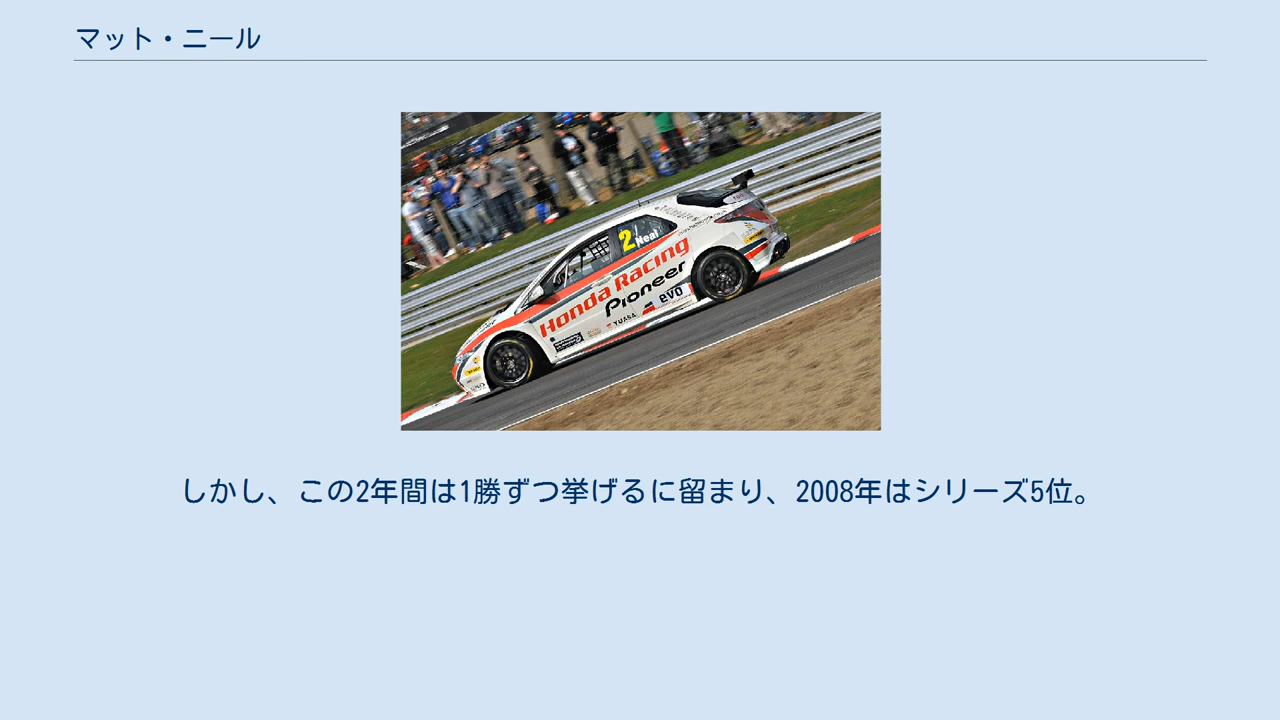 マット・ニール
2
Neal
Honda Racing
Pioneer
evo
YUASA
しかし、この2年間は1勝ずつ挙げるに留まり、2008年はシリーズ5位。